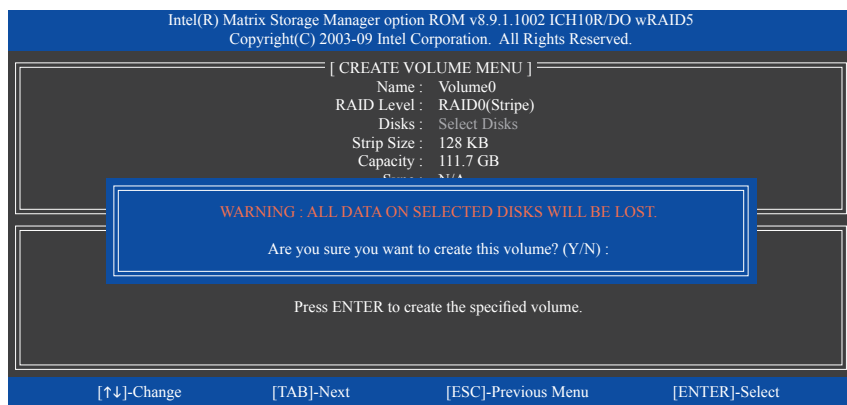 Intel(R) Matrix Storage Manager option ROM v8.9.1.1002 ICH10R/DO wRAID5
Copyright(C) 2003-09 Intel Corporation. All Rights Reserved.
[ CREATE VOLUME MENU ]
Name : Volume0
RAID Level : RAID0(Stripe)
Disks : Select Disks
Strip Size : 128 KB
Capacity : 111.7 GB
Sync : N/A
WARNING : ALL DATA ON SELECTED DISKS WILL BE LOST.
Are you sure you want to create this volume? (Y/N) :
Press ENTER to create the specified volume.
[↑↓]-Change [TAB]-Next [ESC]-Previous Menu [ENTER]-Select